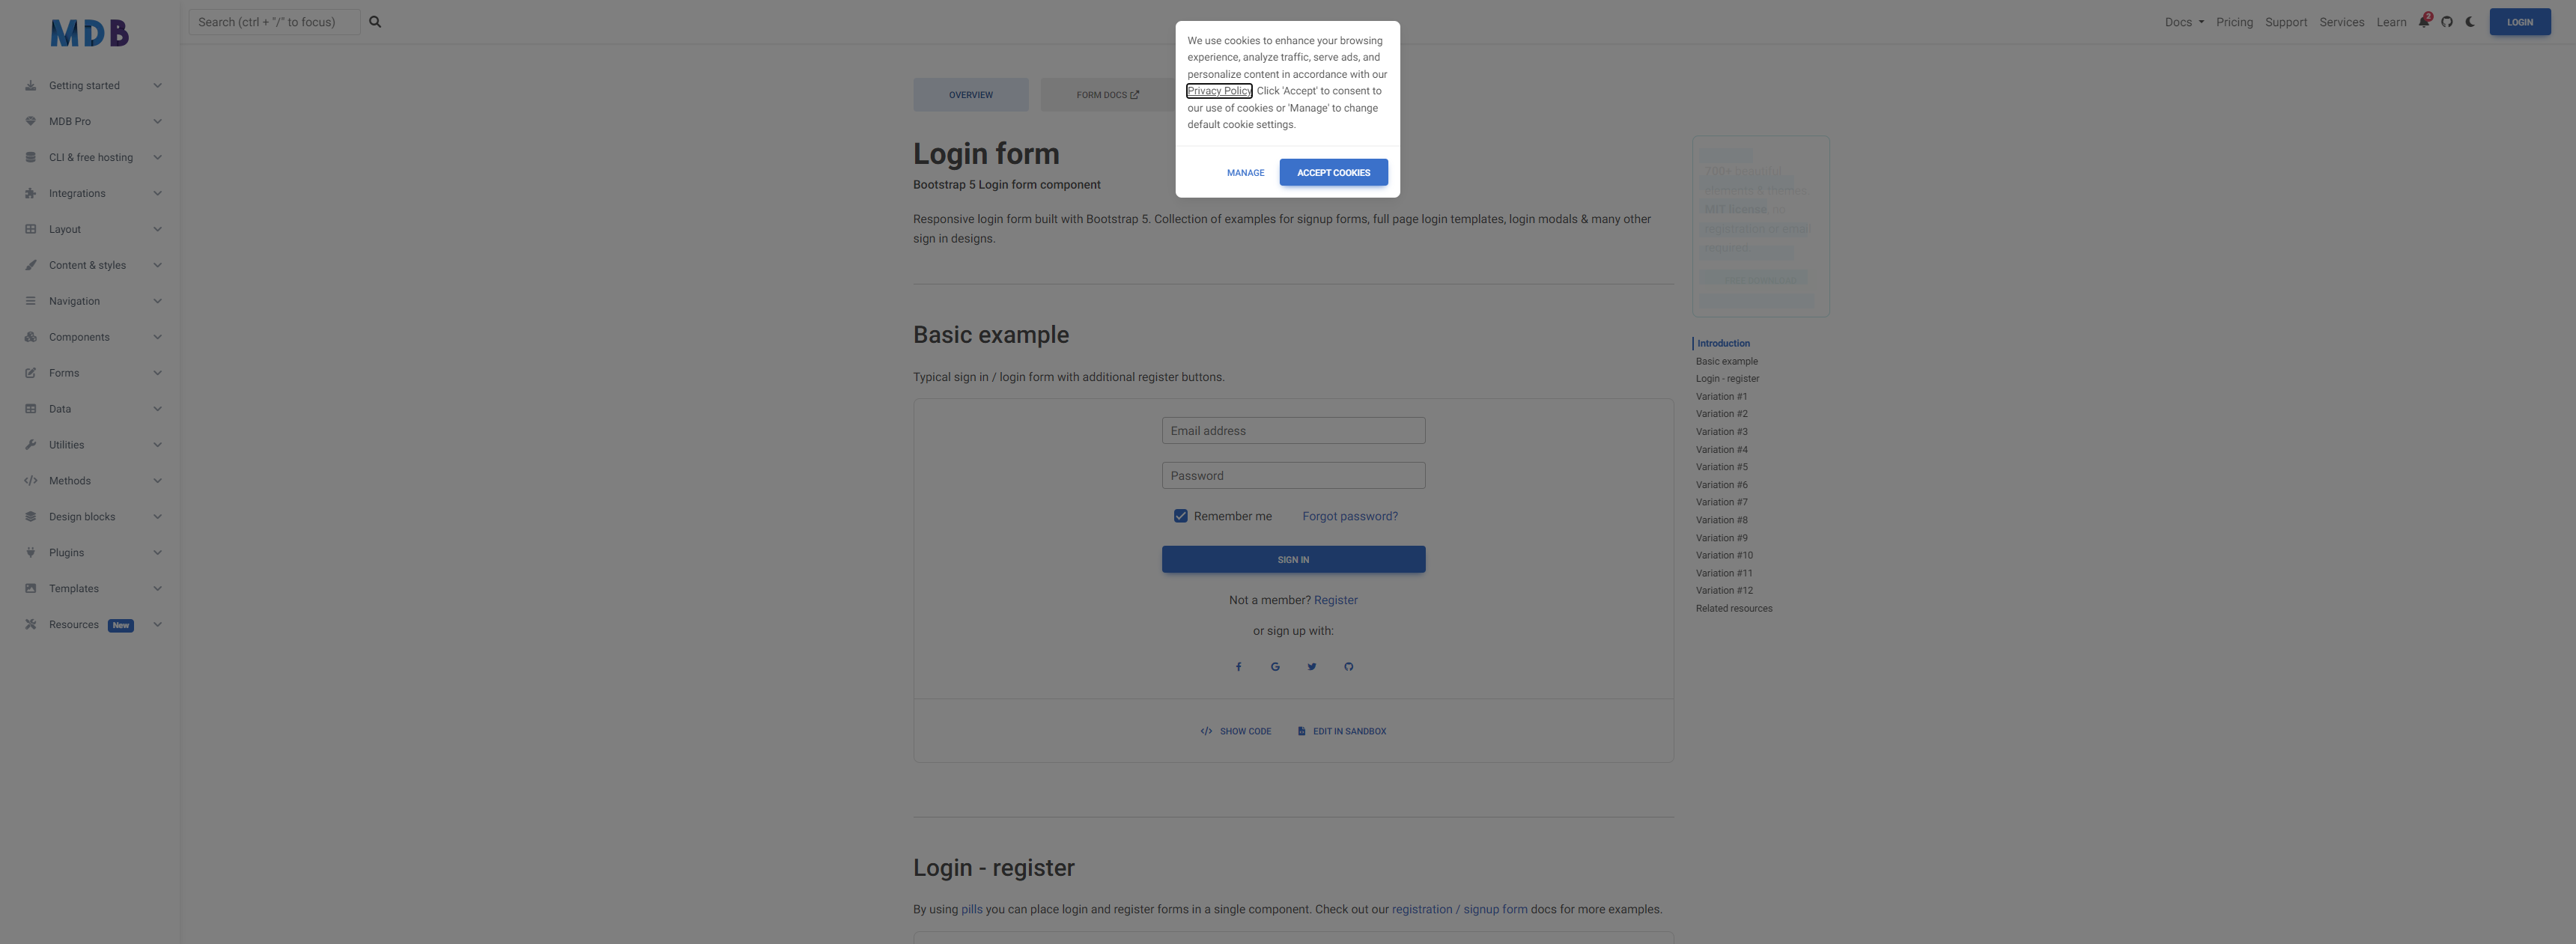 MDB
Search (ctrl + "/" to focus)
Docs
Pricing
Support
Services
Learn
2
LOGIN
Getting started
MDB Pro
CLI & free hosting
Integrations
Layout
Content & styles
Navigation
Components
Forms
Data
Utilities
Methods
Design blocks
Plugins
Templates
Resources New
We use cookies to enhance your browsing
experience, analyze traffic, serve ads, and
personalize content in accordance with our
Privacy Policy. Click 'Accept' to consent to
our use of cookies or 'Manage' to change
default cookie settings.
MANAGE
ACCEPT COOKIES
OVERVIEW
FORM DOCS
Login form
Bootstrap 5 Login form component
Responsive login form built with Bootstrap 5. Collection of examples for signup forms, full page login templates, login modals & many other
sign in designs.
Basic example
Typical sign in / login form with additional register buttons.
Email address
Password
Remember me
Forgot password?
SIGN IN
Not a member? Register
or sign up with:
SHOW CODE
EDIT IN SANDBOX
Login - register
By using pills you can place login and register forms in a single component. Check out our registration / signup form docs for more examples.
700+
MIT license
registration or email
Introduction
Basic example
Login - register
Variation #1
Variation #2
Variation #3
Variation #4
Variation #5
Variation #6
Variation #7
Variation #8
Variation #9
Variation #10
Variation #11
Variation #12
Related resources